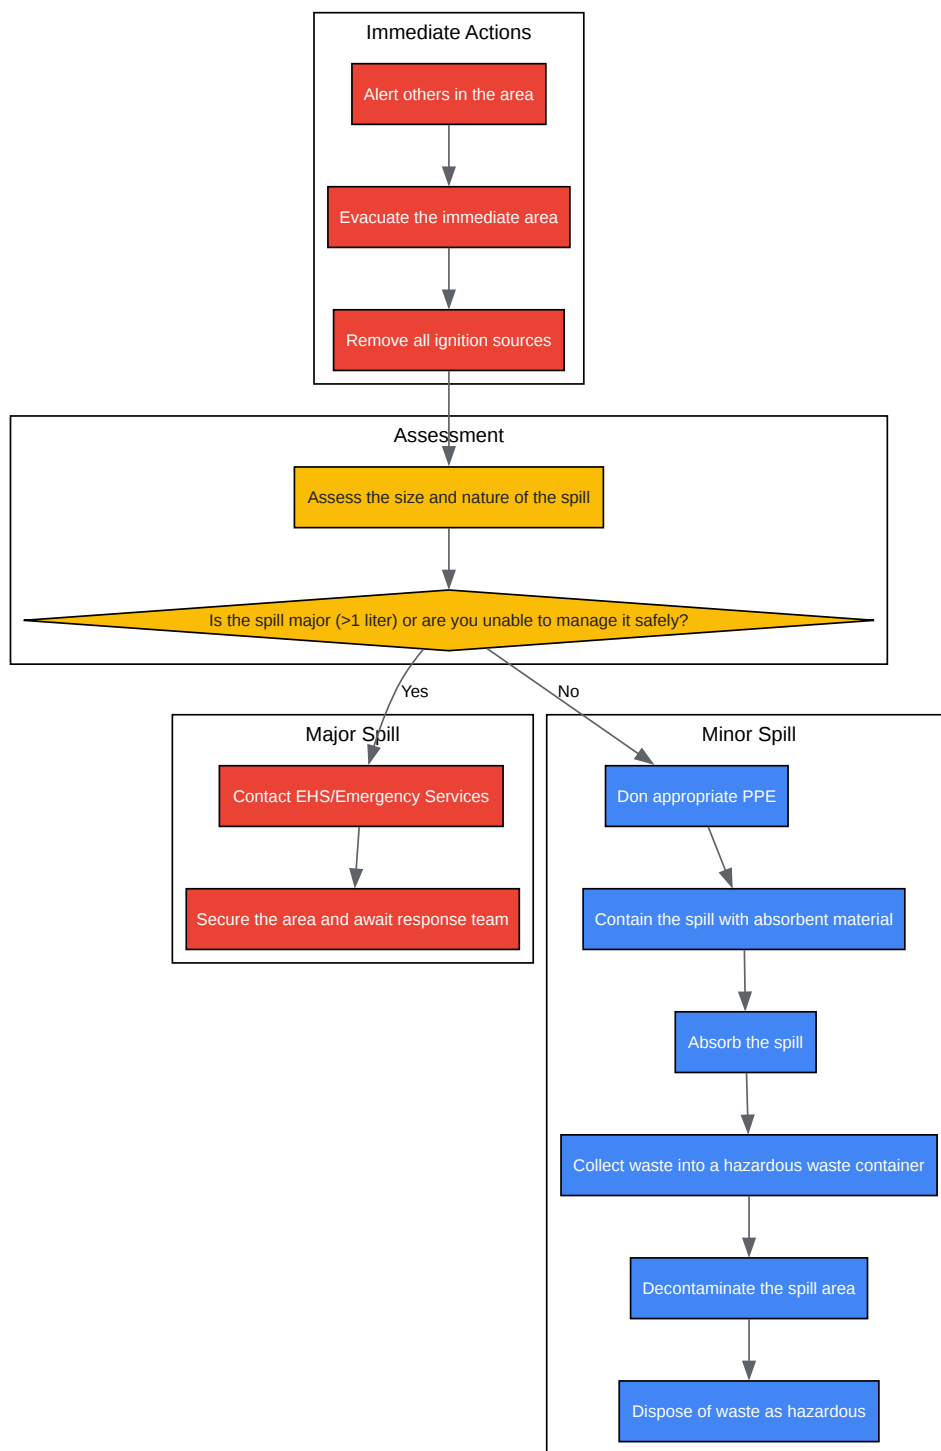 Immediate Actions
Alert others in the area
Evacuate the immediate area
Remove all ignition sources
Assessment
Assess the size and nature of the spill
Is the spill major (>1 liter) or are you unable to manage it safely?
Yes
No
Major Spill
Contact EHS/Emergency Services
Secure the area and await response team
Minor Spill
Don appropriate PPE
Contain the spill with absorbent material
Absorb the spill
Collect waste into a hazardous waste container
Decontaminate the spill area
Dispose of waste as hazardous